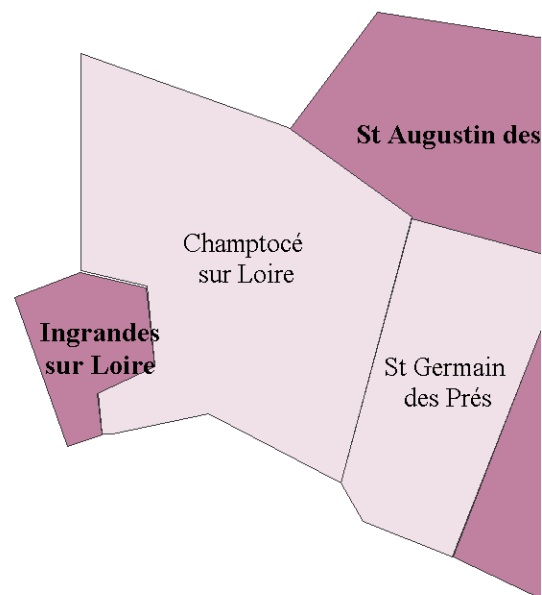 St Augustin des
Champtocé
sur Loire
Ingrandes
sur Loire
St Germain
des Prés